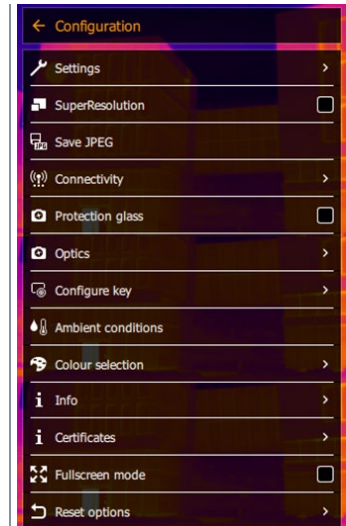 Configuration
Settings
SuperResolution
Save JPEG
Connectivity
Protection glass
Optics
Configure key
Ambient conditions
Colour selection
Info
Certificates
Fullscreen mode
Reset options